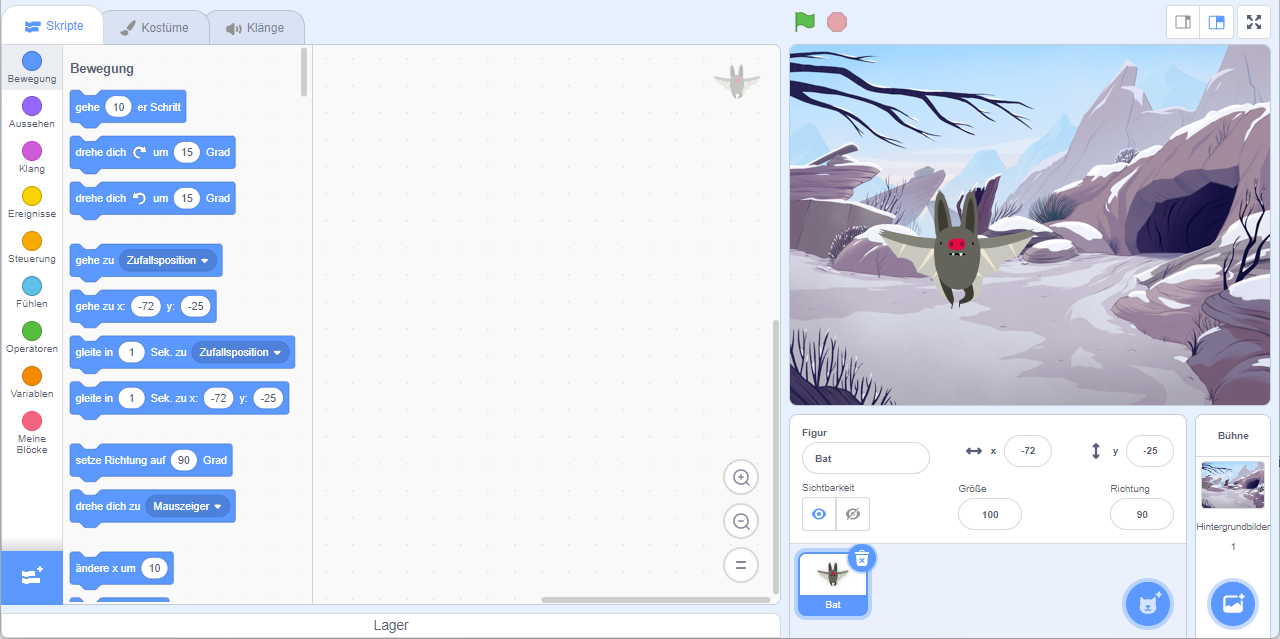 Skripte
Kostüme
Klänge
Bewegung
Aussehen
Klang
Ereignisse
Steuerung
Fühlen
Operatoren
Variablen
Meine
Blöcke
Bewegung
gehe 10 er Schritt
drehe dich um 15 Grad
drehe dich um 15 Grad
gehe zu Zufallsposition
gehe zu x: -72 y: -25
gleite in 1 Sek. zu Zufallsposition
gleite in 1 Sek. zu x: -72 y: -25
setze Richtung auf 90 Grad
drehe dich zu Mauszeiger
ändere x um 10
Lager
Figur
Bat
x -72
y -25
Sichtbarkeit
Größe
100
Richtung
90
Bat
Bühne
Hintergrundbilder
1